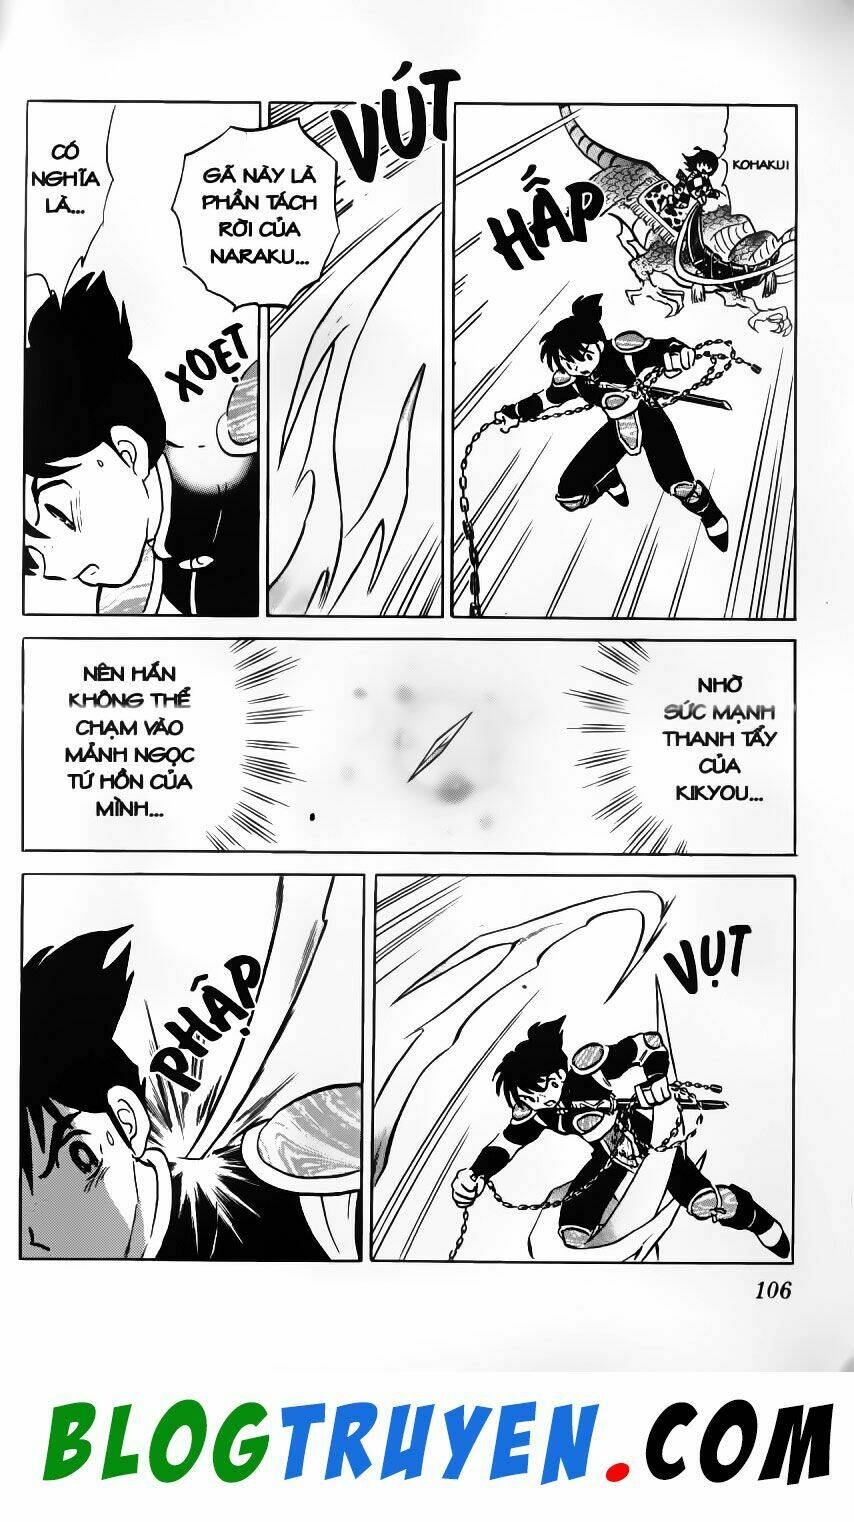 KOHAKU!
HẤP
VÚT
GÃ NÀY LÀ
PHẦN TÁCH
RỜI CỦA
NARAKU...
XOẸT
CÓ
NGHĨA
LÀ...
NHỜ
SỨC MẠNH
THANH TẨY
CỦA
KIKYOU...
NÊN HẮN
KHÔNG THỂ
CHẠM VÀO
MẢNH NGỌC
TỨ HỒN CỦA
MÌNH...
VỤT
PHẬP
106
BLOGTRUYEN.COM